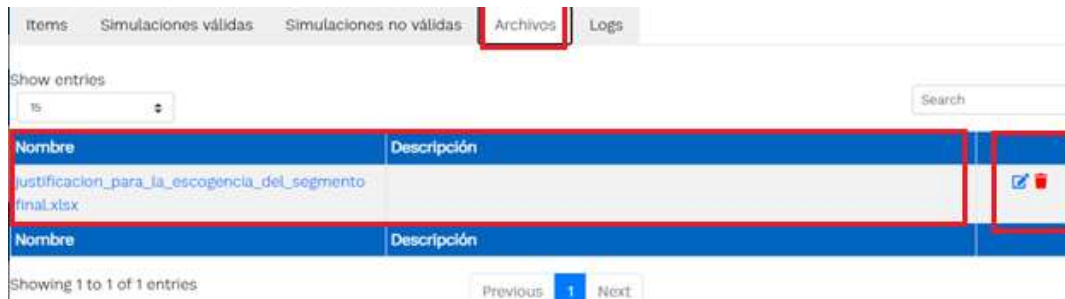 Items Simulaciones válidas Simulaciones no válidas Archivos Logs
Show entries
15
Search
Nombre Descripción
justificacion_para_la_escogencia_del_segmento
final.xlsx
Nombre Descripción
Showing 1 to 1 of 1 entries
Previous 1 Next